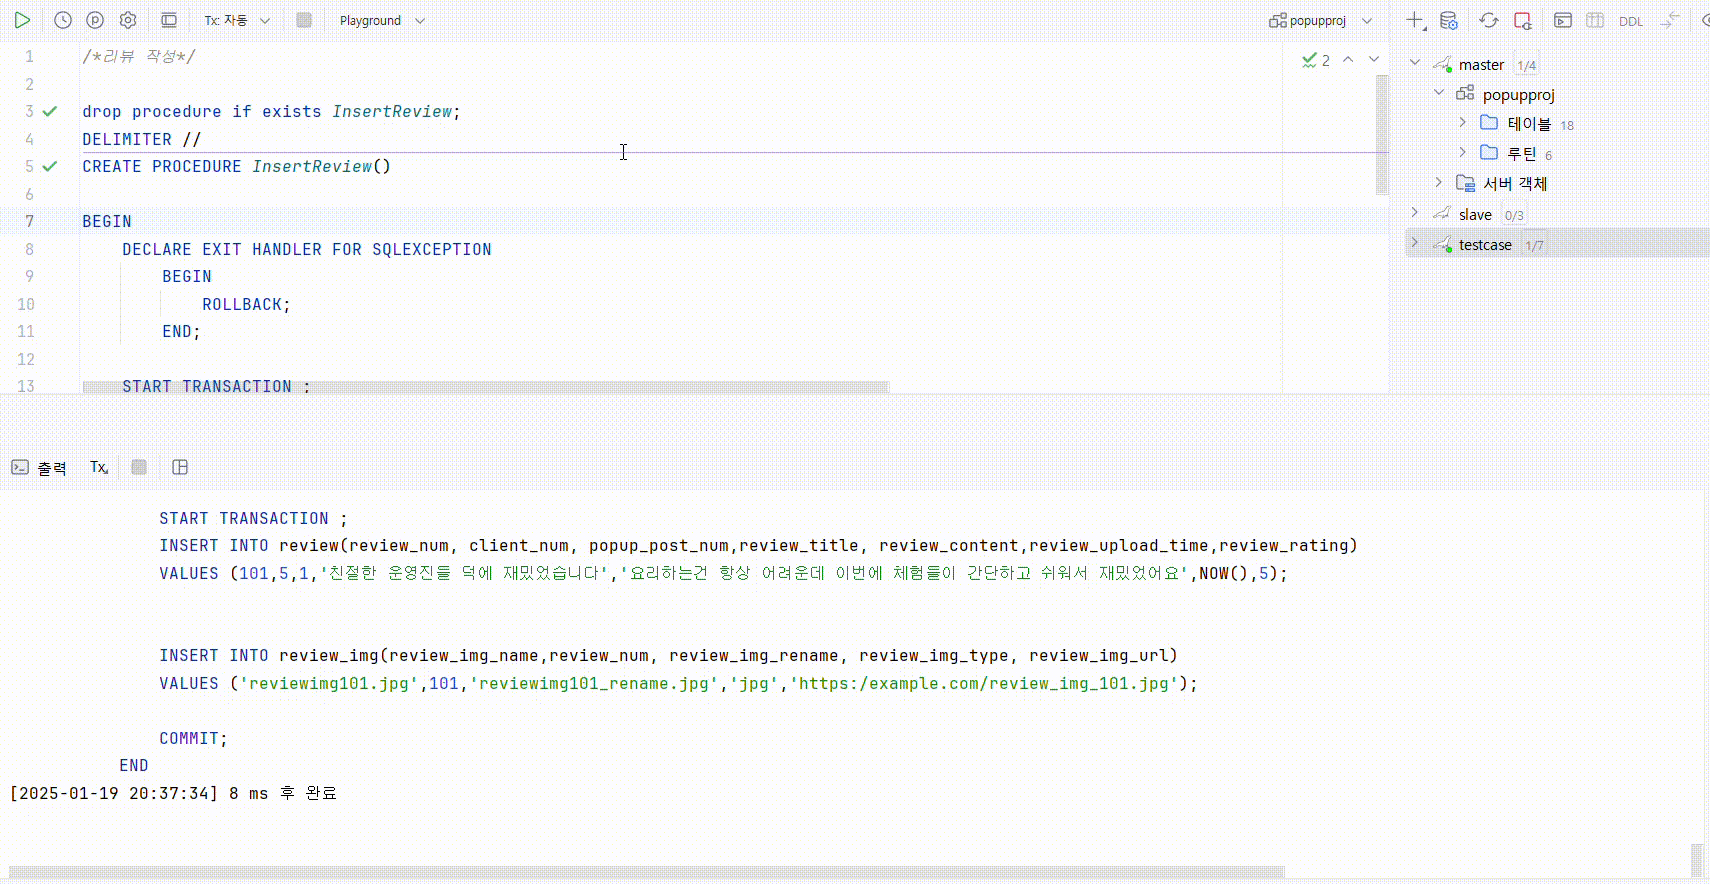 Tx: 자동 Playground popupproj DDL
1 /*리뷰 작성*/
2
3 drop procedure if exists InsertReview;
4 DELIMITER //
5 CREATE PROCEDURE InsertReview()
6
7 BEGIN
8 DECLARE EXIT HANDLER FOR SQLEXCEPTION
9 BEGIN
10 ROLLBACK;
11 END;
12
13 START TRANSACTION ;
2
master 1/4
popupproj
테이블 18
루틴 6
서버 객체
slave 0/3
testcase 1/7
출력 Tx
START TRANSACTION ;
INSERT INTO review(review_num, client_num, popup_post_num,review_title, review_content,review_upload_time,review_rating)
VALUES (101,5,1,'친절한 운영진들 덕에 재밌었습니다','요리하는건 항상 어려운데 이번에 체험들이 간단하고 쉬워서 재밌었어요',NOW(),5);
INSERT INTO review_img(review_img_name,review_num, review_img_rename, review_img_type, review_img_url)
VALUES ('reviewimg101.jpg',101,'reviewimg101_rename.jpg','jpg','https:/example.com/review_img_101.jpg');
COMMIT;
END
[2025-01-19 20:37:34] 8 ms 후 완료